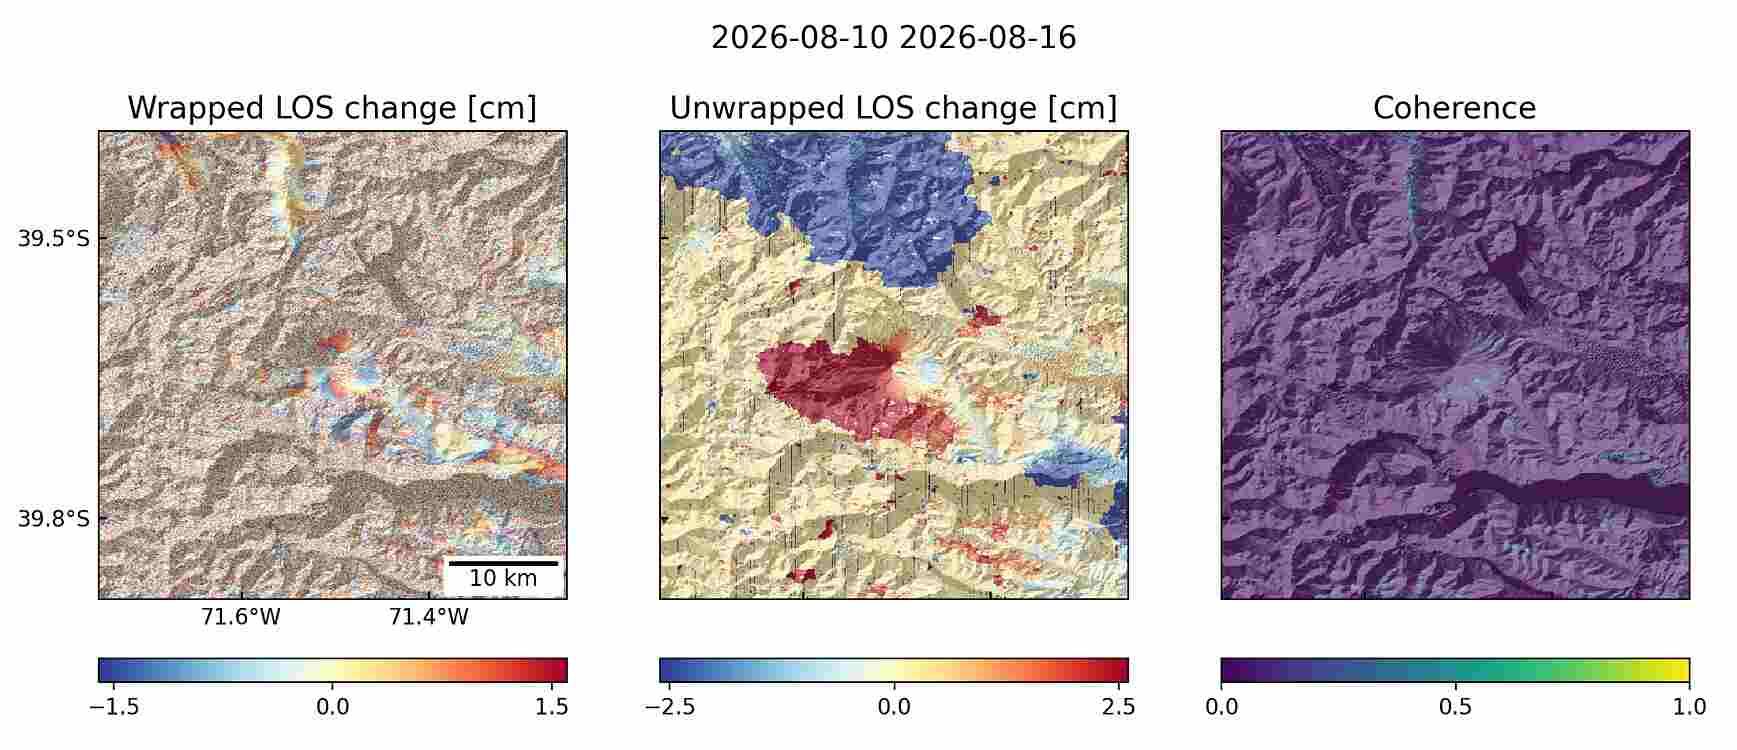 2026-08-10 2026-08-16
Wrapped LOS change [cm]
Unwrapped LOS change [cm]
Coherence
39.5°S
39.8°S
10 km
71.6°W
71.4°W
−1.5
0.0
1.5
−2.5
0.0
2.5
0.0
0.5
1.0